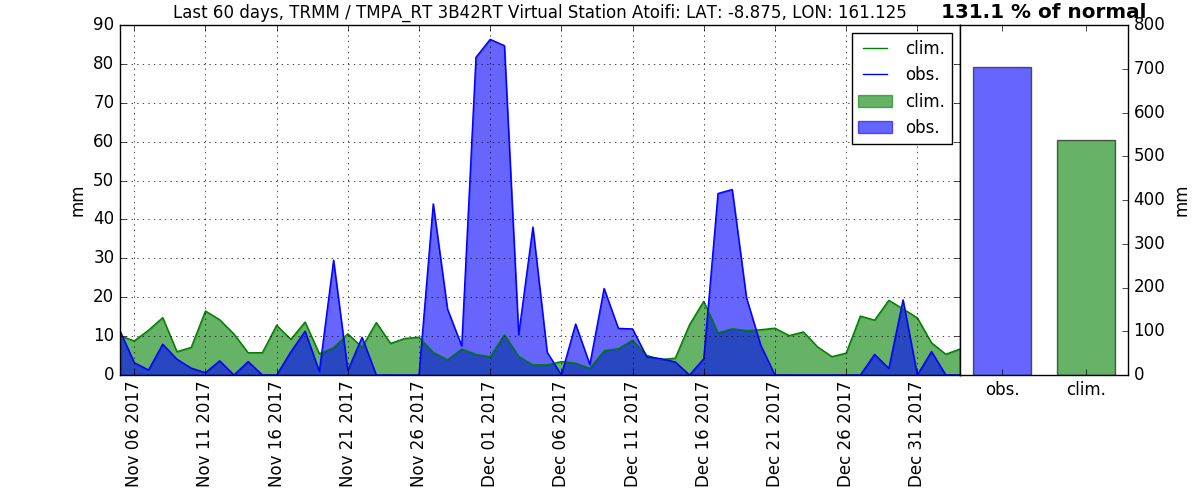 Last 60 days, TRMM / TMPA_RT 3B42RT Virtual Station Atoifi: LAT: -8.875, LON: 161.125
131.1 % of normal
90
80
70
60
50
40
30
20
10
0
mm
clim.
obs.
clim.
obs.
Nov 06 2017
Nov 11 2017
Nov 16 2017
Nov 21 2017
Nov 26 2017
Dec 01 2017
Dec 06 2017
Dec 11 2017
Dec 16 2017
Dec 21 2017
Dec 26 2017
Dec 31 2017
800
700
600
500
400
300
200
100
0
mm
obs.
clim.